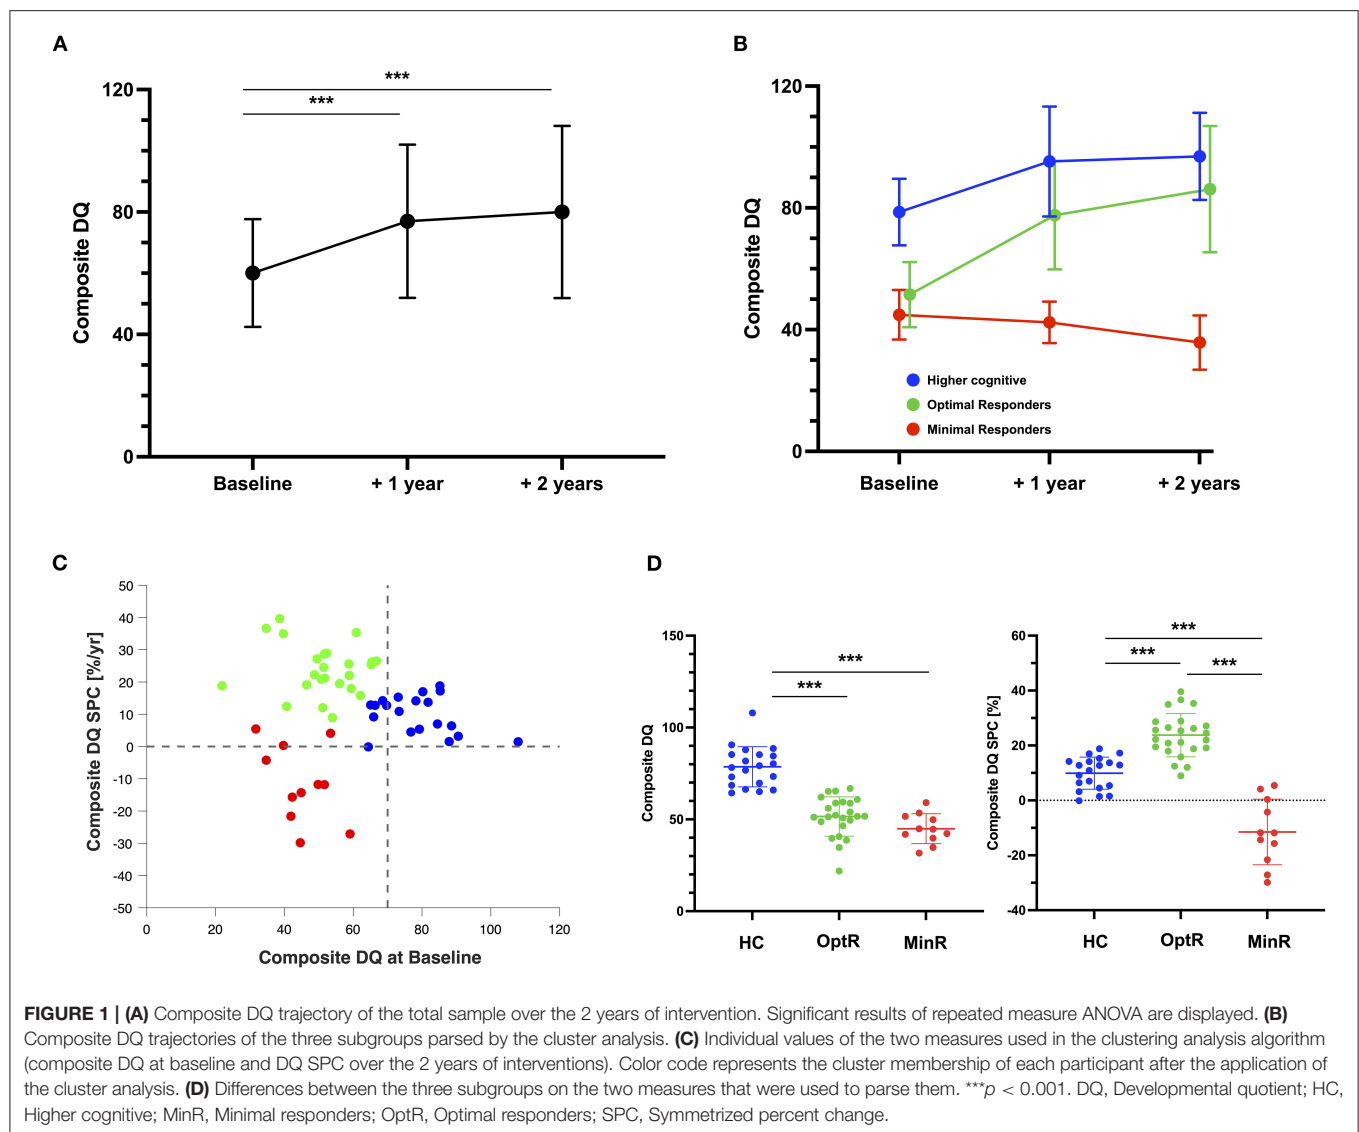 A
***
***
120
80
40
0
Composite DQ
Baseline
+ 1 year
+ 2 years
B
120
80
40
0
Composite DQ
Higher cognitive
Optimal Responders
Minimal Responders
Baseline
+ 1 year
+ 2 years
C
50
40
30
20
10
0
-10
-20
-30
-40
-50
Composite DQ SPC [%/yr]
0
20
40
60
80
100
120
Composite DQ at Baseline
D
150
100
50
0
Composite DQ
***
***
HC
OptR
MinR
60
40
20
0
-20
-40
Composite DQ SPC [%]
***
***
***
HC
OptR
MinR
FIGURE 1 | (A) Composite DQ trajectory of the total sample over the 2 years of intervention. Significant results of repeated measure ANOVA are displayed. (B)
Composite DQ trajectories of the three subgroups parsed by the cluster analysis. (C) Individual values of the two measures used in the clustering analysis algorithm
(composite DQ at baseline and DQ SPC over the 2 years of interventions). Color code represents the cluster membership of each participant after the application of
the cluster analysis. (D) Differences between the three subgroups on the two measures that were used to parse them. ***p < 0.001. DQ, Developmental quotient; HC,
Higher cognitive; MinR, Minimal responders; OptR, Optimal responders; SPC, Symmetrized percent change.